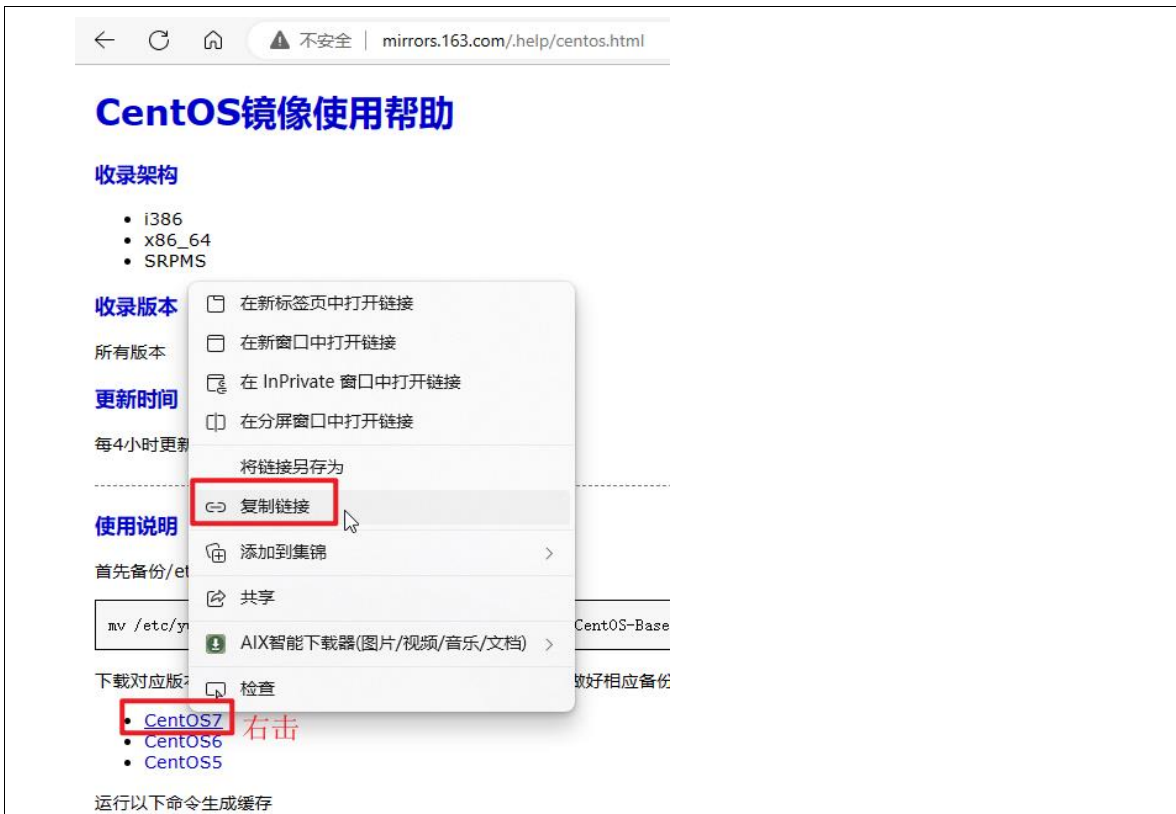 不安全 | mirrors.163.com/.help/centos.html
CentOS镜像使用帮助
收录架构
i386
x86_64
SRPMS
收录版本
所有版本
更新时间
每4小时更新
在新标签页中打开链接
在新窗口中打开链接
在 InPrivate 窗口中打开链接
在分屏窗口中打开链接
将链接另存为
复制链接
添加到集锦
共享
AIX智能下载器(图片/视频/音乐/文档)
检查
使用说明
首先备份/et
mv /etc/y CentOS-Base
下载对应版 做好相应备份
CentOS7 右击
CentOS6
CentOS5
运行以下命令生成缓存